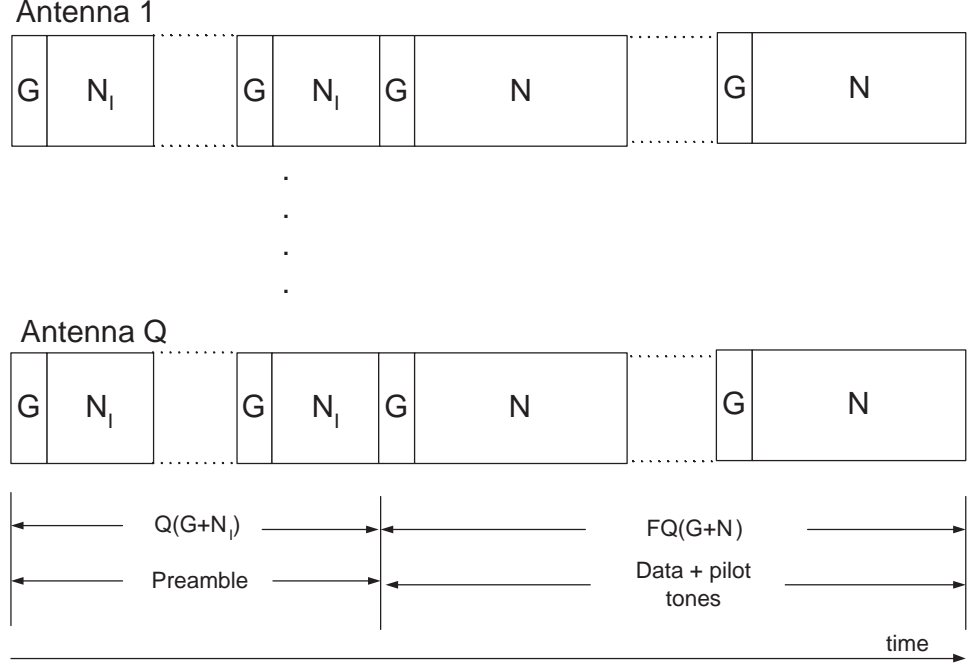 Antenna 1
G N_I G N_I G N G N
Antenna Q
G N_I G N_I G N G N
Q(G+N_I) FQ(G+N)
Preamble Data + pilot
tones
time